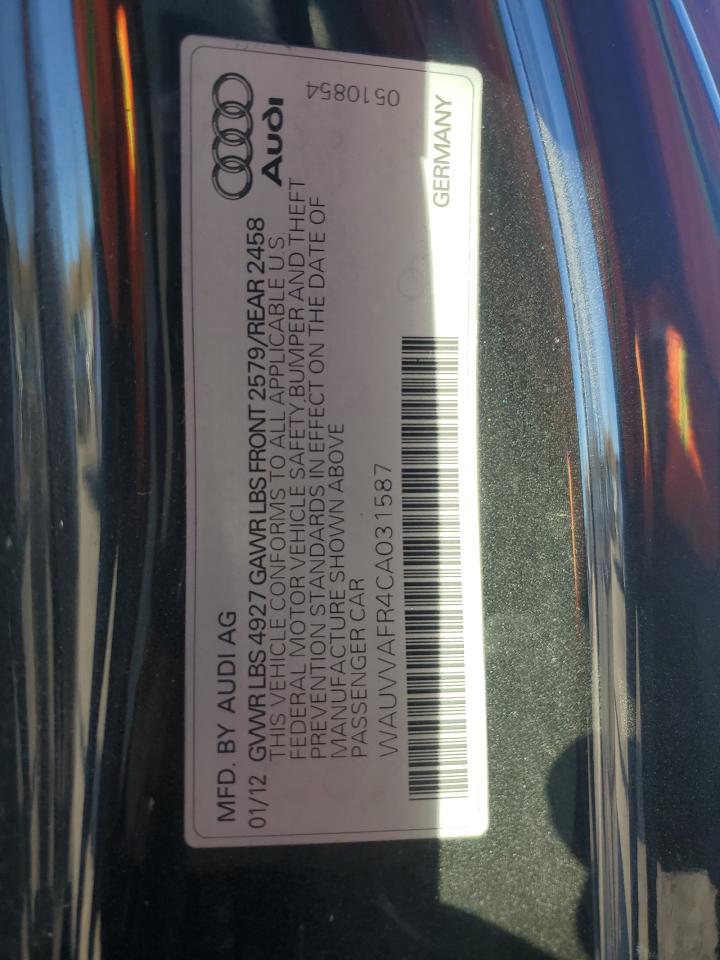 MFD. BY AUDI AG
01/12 GVWR LBS 4927 GAWR LBS FRONT 2579/REAR 2458
THIS VEHICLE CONFORMS TO ALL APPLICABLE U.S.
FEDERAL MOTOR VEHICLE SAFETY,BUMPER AND THEFT
PREVENTION STANDARDS IN EFFECT ON THE DATE OF
MANUFACTURE SHOWN ABOVE
PASSENGER CAR
WAUVVAFR4CA031587
Audi
0510854
GERMANY